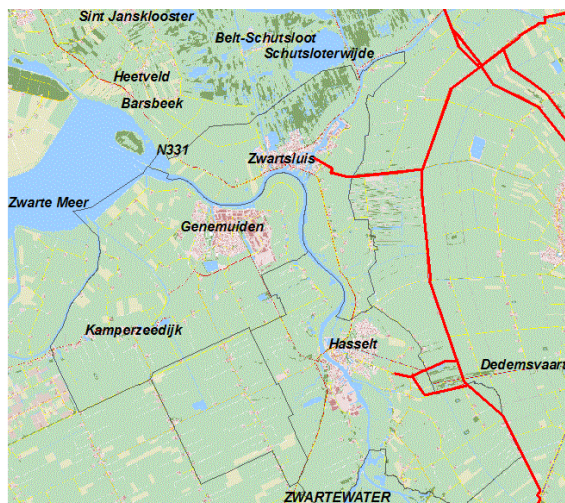 Sint Jansklooster
Belt-Schutsloot
Schutsloterwijde
Heetveld
Barsbeek
N331
Zwartsluis
Zwarte Meer
Genemuiden
Kamperzeedijk
Hasselt
Dedemsvaart
ZWARTEWATER